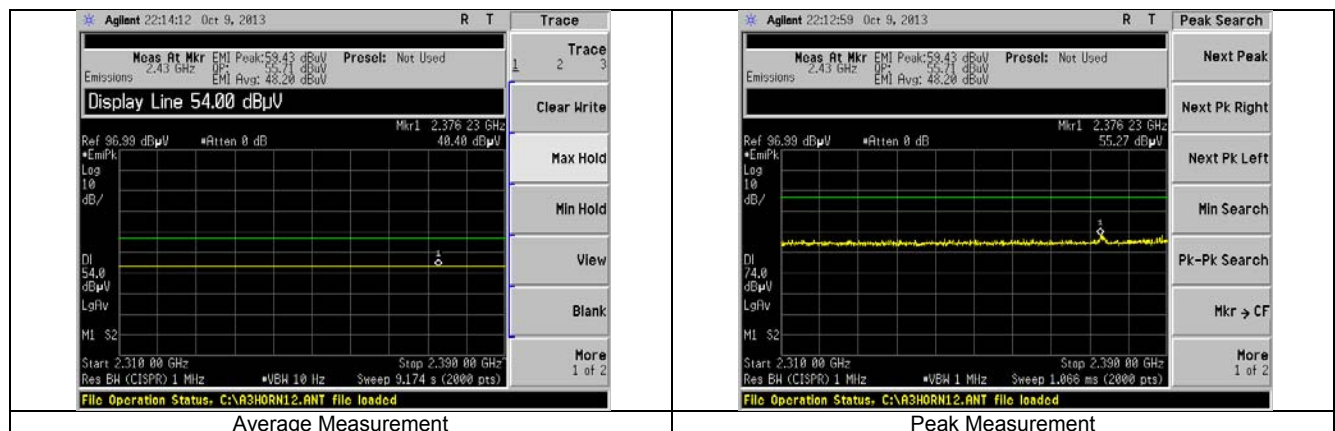 Agilent 22:14:12 Oct 9, 2013 R T
Trace
Meas At Mkr EMI Peak:59.43 dBuV Presel: Not Used
2.43 GHz QP: 55.71 dBuV
Emissions EMI Avg: 48.20 dBuV
Display Line 54.00 dBµV
Mkr1 2.376 23 GHz
Ref 96.99 dBµV #Atten 0 dB 40.40 dBµV
#EmiPk
Log
10
dB/
1
DI
54.0
dBµV
LgAv
M1 S2
Start 2.310 00 GHz Stop 2.390 00 GHz
Res BW (CISPR) 1 MHz #VBW 10 Hz Sweep 9.174 s (2000 pts)
File Operation Status, C:\A3HORN12.ANT file loaded
Trace
1 2 3
Clear Write
Max Hold
Min Hold
View
Blank
More
1 of 2
Average Measurement
Agilent 22:12:59 Oct 9, 2013 R T
Peak Search
Meas At Mkr EMI Peak:59.43 dBuV Presel: Not Used
2.43 GHz QP: 55.71 dBuV
Emissions EMI Avg: 48.20 dBuV
Mkr1 2.376 23 GHz
Ref 96.99 dBµV #Atten 0 dB 55.27 dBµV
#EmiPk
Log
10
dB/
1
DI
74.0
dBµV
LgAv
M1 S2
Start 2.310 00 GHz Stop 2.390 00 GHz
Res BW (CISPR) 1 MHz #VBW 1 MHz Sweep 1.066 ms (2000 pts)
File Operation Status, C:\A3HORN12.ANT file loaded
Next Peak
Next Pk Right
Next Pk Left
Min Search
Pk-Pk Search
Mkr → CF
More
1 of 2
Peak Measurement